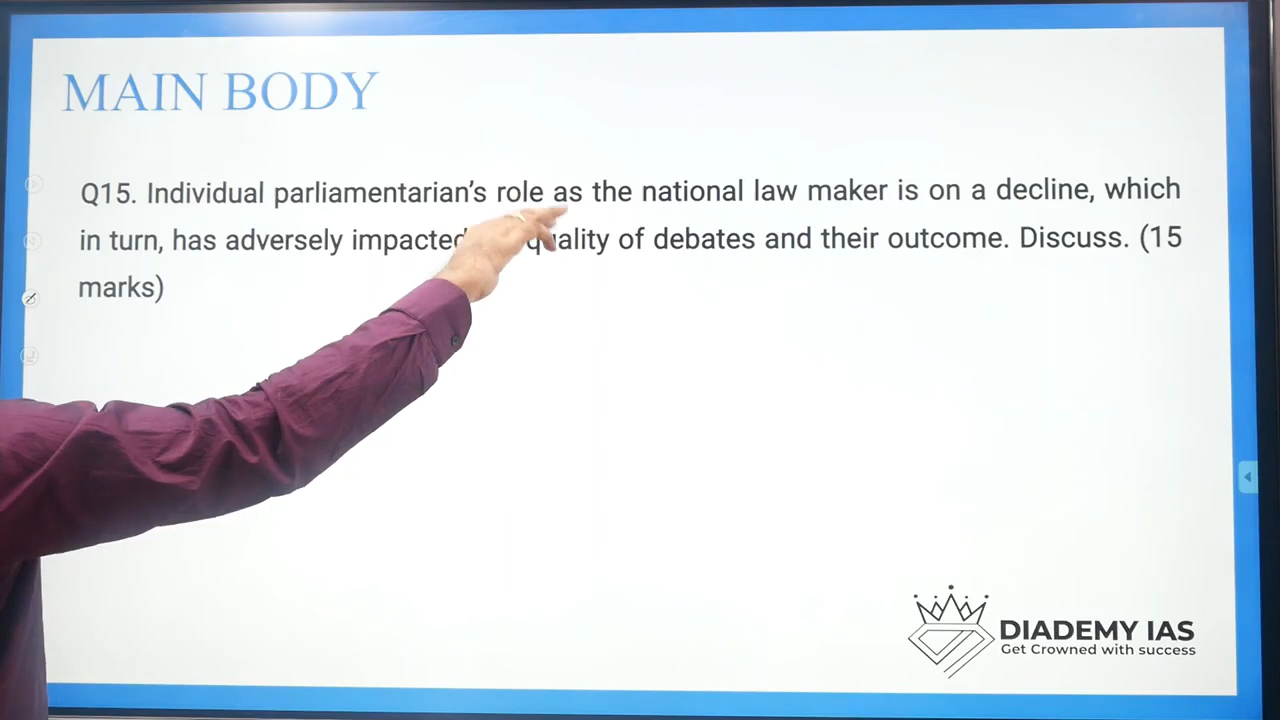 MAIN BODY
Q15. Individual parliamentarian's role as the national law maker is on a decline, which
in turn, has adversely impacted quality of debates and their outcome. Discuss. (15
marks)
DIADEMY IAS
Get Crowned with success